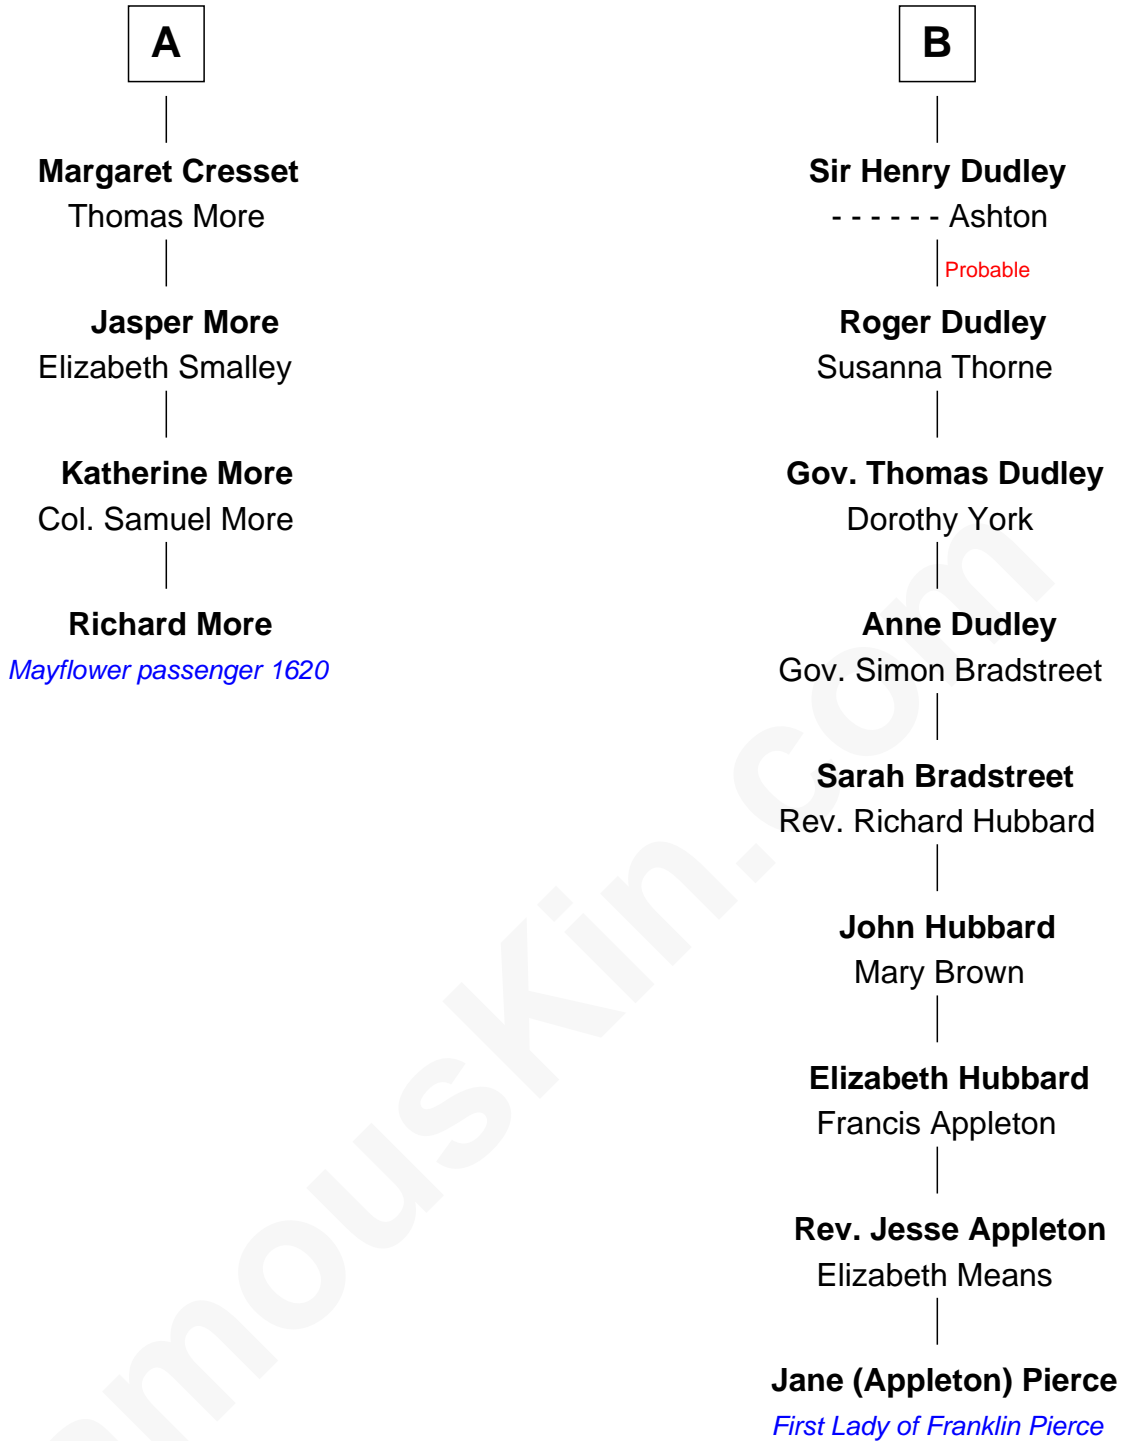 A
Margaret Cresset
Thomas More
Jasper More
Elizabeth Smalley
Katherine More
Col. Samuel More
Richard More
Mayflower passenger 1620
B
Sir Henry Dudley
- - - - - - Ashton
Probable
Roger Dudley
Susanna Thorne
Gov. Thomas Dudley
Dorothy York
Anne Dudley
Gov. Simon Bradstreet
Sarah Bradstreet
Rev. Richard Hubbard
John Hubbard
Mary Brown
Elizabeth Hubbard
Francis Appleton
Rev. Jesse Appleton
Elizabeth Means
Jane (Appleton) Pierce
First Lady of Franklin Pierce
amousKin.com